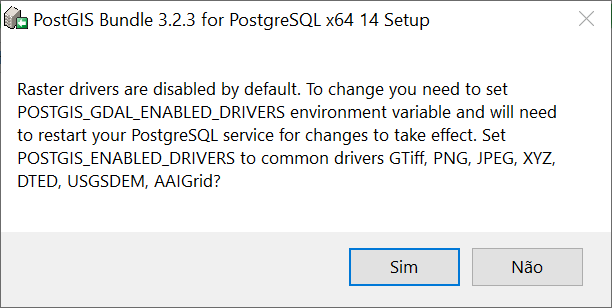 PostGIS Bundle 3.2.3 for PostgreSQL x64 14 Setup
Raster drivers are disabled by default. To change you need to set
POSTGIS_GDAL_ENABLED_DRIVERS environment variable and will need
to restart your PostgreSQL service for changes to take effect. Set
POSTGIS_ENABLED_DRIVERS to common drivers GTiff, PNG, JPEG, XYZ,
DTED, USGSDEM, AAIGrid?
Sim
Não